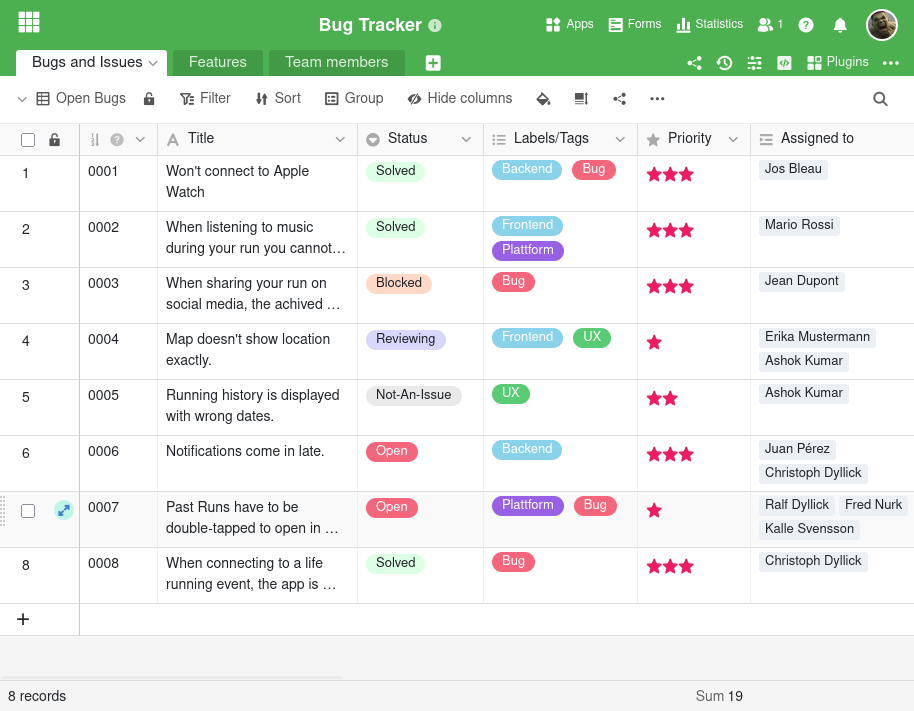 Bug Tracker
Apps Forms Statistics 1
Bugs and Issues Features Team members
Plugins
Open Bugs Filter Sort Group Hide columns
Title Status Labels/Tags Priority Assigned to
1 0001 Won't connect to Apple Solved Backend Bug Jos Bleau
Watch
2 0002 When listening to music Solved Frontend Mario Rossi
during your run you cannot… Plattform
3 0003 When sharing your run on Blocked Bug Jean Dupont
social media, the achived …
4 0004 Map doesn't show location Reviewing Frontend UX Erika Mustermann
exactly. Ashok Kumar
5 0005 Running history is displayed Not-An-Issue UX Ashok Kumar
with wrong dates.
6 0006 Notifications come in late. Open Backend Juan Pérez
Christoph Dyllick
0007 Past Runs have to be Open Plattform Bug Ralf Dyllick Fred Nurk
double-tapped to open in … Kalle Svensson
8 0008 When connecting to a life Solved Bug Christoph Dyllick
running event, the app is …
8 records Sum 19